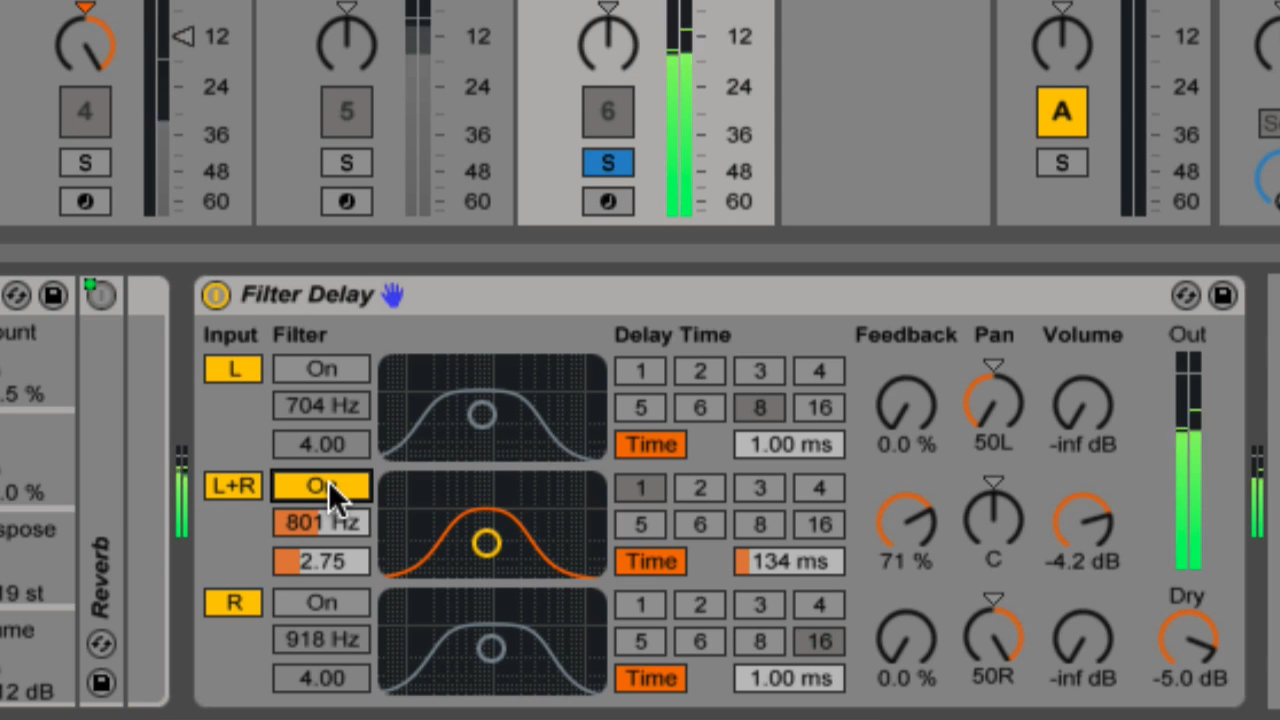 12 12 12 12
24 24 24 24
4 5 6 A
36 36 36 36
S S S S
48 48 48 48
60 60 60 60
Filter Delay
Input Filter Delay Time Feedback Pan Volume Out
L On 1 2 3 4
704 Hz 5 6 8 16
4.00 Time 1.00 ms 0.0 % 50L -inf dB
L+R On 1 2 3 4
801 Hz 5 6 8 16
2.75 Time 134 ms 71 % C -4.2 dB
R On 1 2 3 4 Dry
918 Hz 5 6 8 16
4.00 Time 1.00 ms 0.0 % 50R -inf dB -5.0 dB
ount
.5 %
.0 %
spose
19 st
ume
12 dB
Reverb